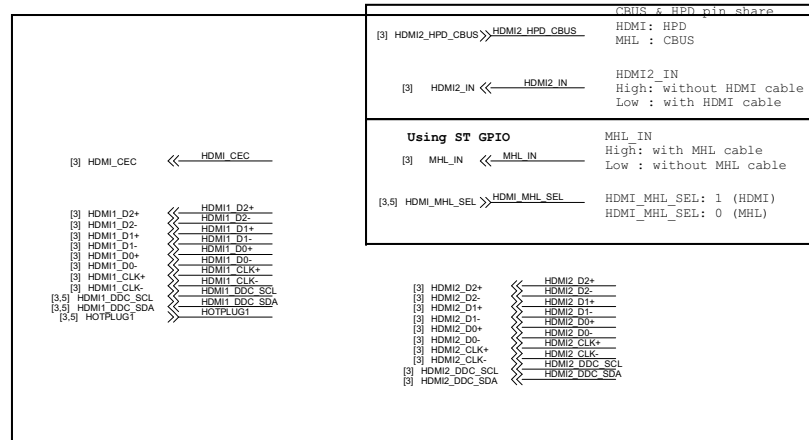 CBUS & HPD pin share
[3] HDMI2_HPD_CBUS HDMI2_HPD_CBUS
HDMI: HPD
MHL : CBUS
[3] HDMI2_IN HDMI2_IN
HDMI2_IN
High: without HDMI cable
Low : with HDMI cable
Using ST GPIO
[3] MHL_IN MHL_IN
MHL_IN
High: with MHL cable
Low : without MHL cable
[3,5] HDMI_MHL_SEL HDMI_MHL_SEL
HDMI_MHL_SEL: 1 (HDMI)
HDMI_MHL_SEL: 0 (MHL)
[3] HDMI_CEC HDMI_CEC
[3] HDMI1_D2+ HDMI1_D2+
[3] HDMI1_D2- HDMI1_D2-
[3] HDMI1_D1+ HDMI1_D1+
[3] HDMI1_D1- HDMI1_D1-
[3] HDMI1_D0+ HDMI1_D0+
[3] HDMI1_D0- HDMI1_D0-
[3] HDMI1_CLK+ HDMI1_CLK+
[3] HDMI1_CLK- HDMI1_CLK-
[3,5] HDMI1_DDC_SCL HDMI1_DDC_SCL
[3,5] HDMI1_DDC_SDA HDMI1_DDC_SDA
[3,5] HOTPLUG1 HOTPLUG1
[3] HDMI2_D2+ HDMI2_D2+
[3] HDMI2_D2- HDMI2_D2-
[3] HDMI2_D1+ HDMI2_D1+
[3] HDMI2_D1- HDMI2_D1-
[3] HDMI2_D0+ HDMI2_D0+
[3] HDMI2_D0- HDMI2_D0-
[3] HDMI2_CLK+ HDMI2_CLK+
[3] HDMI2_CLK- HDMI2_CLK-
[3] HDMI2_DDC_SCL HDMI2_DDC_SCL
[3] HDMI2_DDC_SDA HDMI2_DDC_SDA